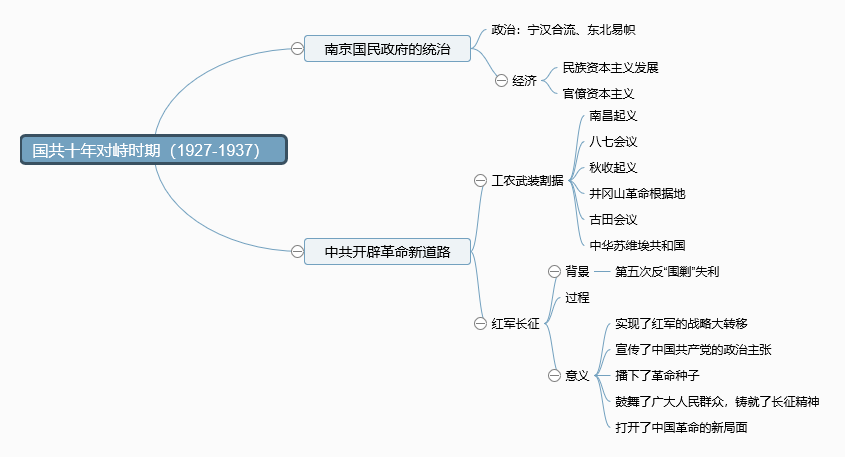 国共十年对峙时期（1927-1937）
南京国民政府的统治
政治：宁汉合流、东北易帜
经济
民族资本主义发展
官僚资本主义
中共开辟革命新道路
工农武装割据
南昌起义
八七会议
秋收起义
井冈山革命根据地
古田会议
中华苏维埃共和国
红军长征
背景
第五次反“围剿”失利
过程
意义
实现了红军的战略大转移
宣传了中国共产党的政治主张
播下了革命种子
鼓舞了广大人民群众，铸就了长征精神
打开了中国革命的新局面